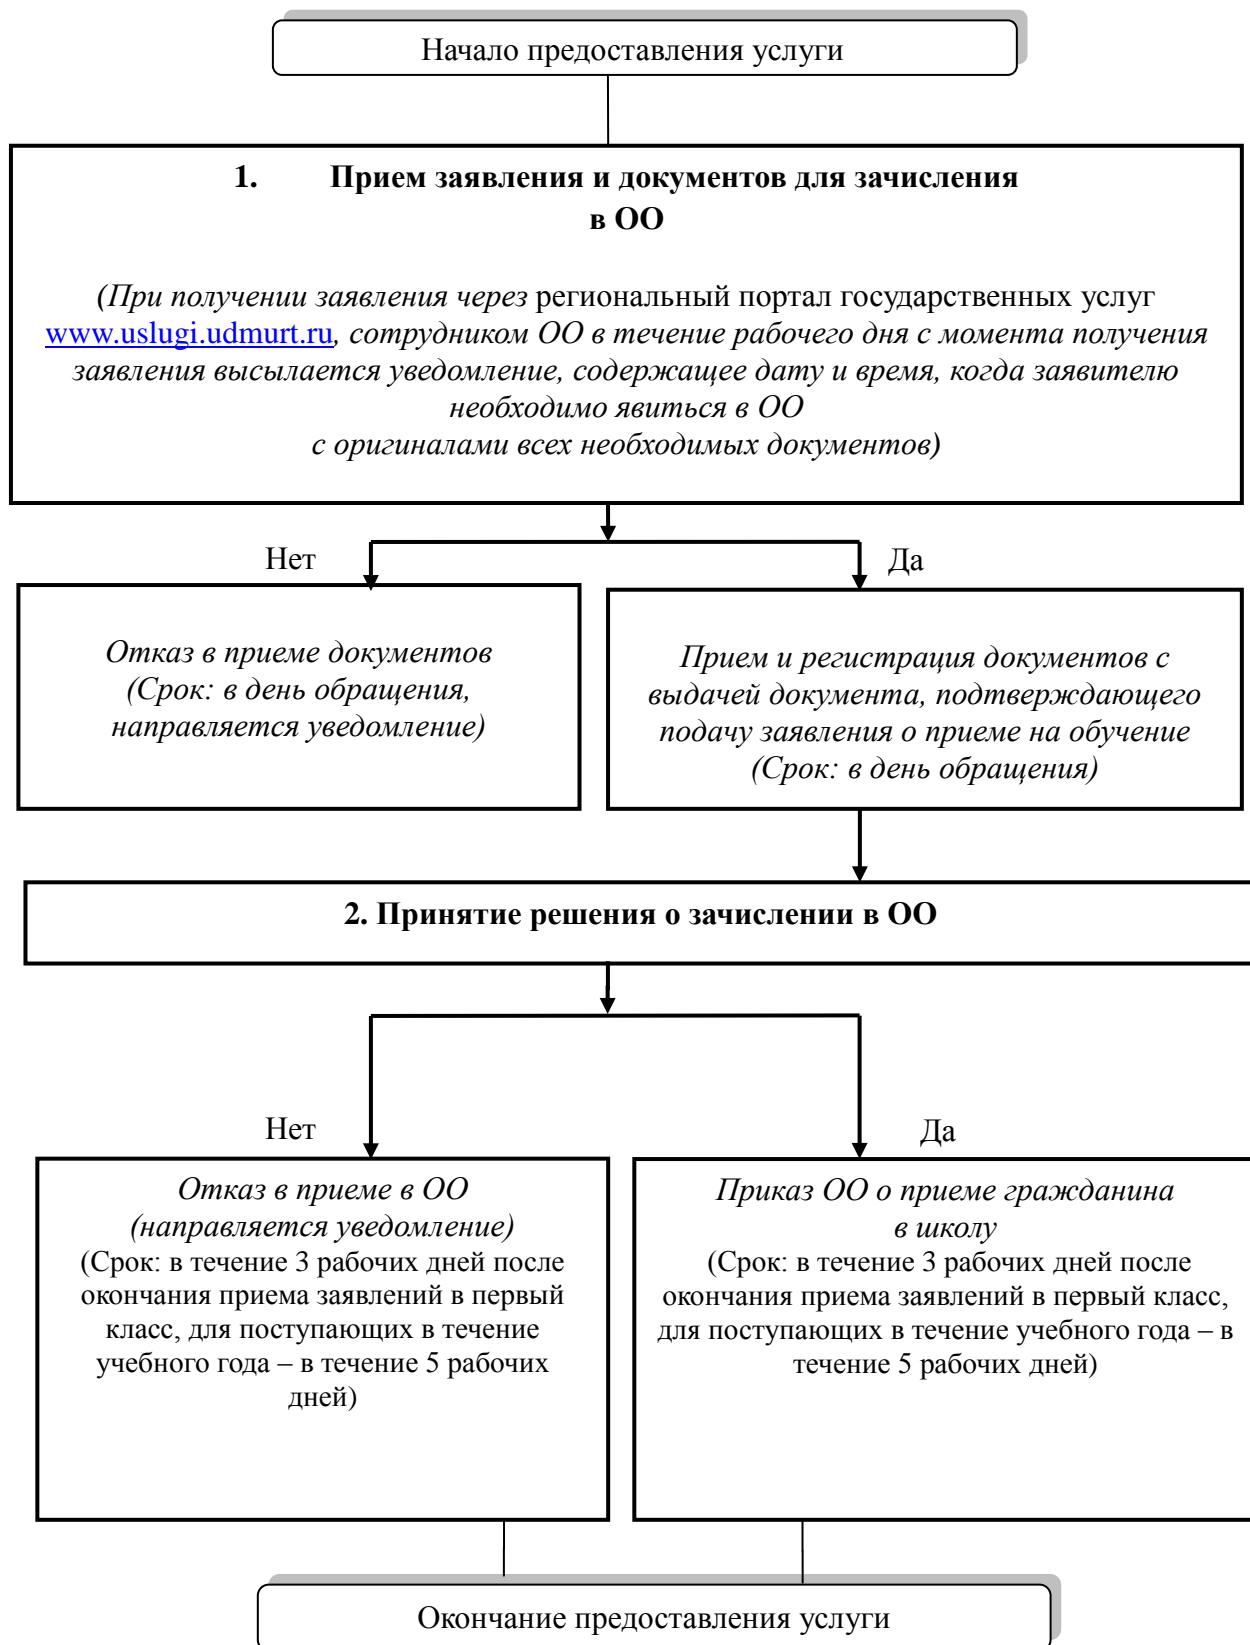 Начало предоставления услуги
1. Прием заявления и документов для зачисления
в ОО
(При получении заявления через региональный портал государственных услуг
www.uslugi.udmurt.ru, сотрудником ОО в течение рабочего дня с момента получения
заявления высылается уведомление, содержащее дату и время, когда заявителю
необходимо явиться в ОО
с оригиналами всех необходимых документов)
Нет
Да
Отказ в приеме документов
(Срок: в день обращения,
направляется уведомление)
Прием и регистрация документов с
выдачей документа, подтверждающего
подачу заявления о приеме на обучение
(Срок: в день обращения)
2. Принятие решения о зачислении в ОО
Нет
Да
Отказ в приеме в ОО
(направляется уведомление)
(Срок: в течение 3 рабочих дней после
окончания приема заявлений в первый
класс, для поступающих в течение
учебного года – в течение 5 рабочих
дней)
Приказ ОО о приеме гражданина
в школу
(Срок: в течение 3 рабочих дней после
окончания приема заявлений в первый класс,
для поступающих в течение учебного года – в
течение 5 рабочих дней)
Окончание предоставления услуги